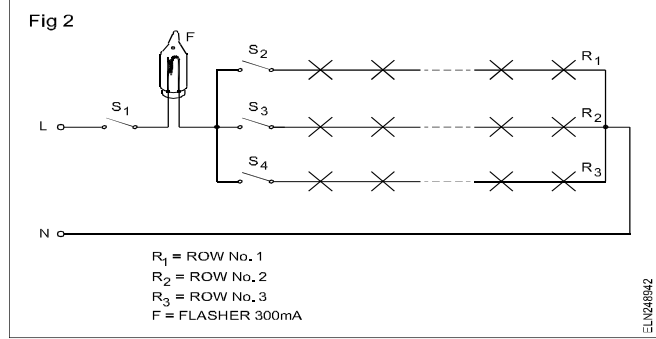 Fig 2
F
S2
R1
S1
S3
R2
L
S4
R3
N
R1 = ROW No. 1
R2 = ROW No. 2
R3 = ROW No. 3
F = FLASHER 300mA
ELN248942